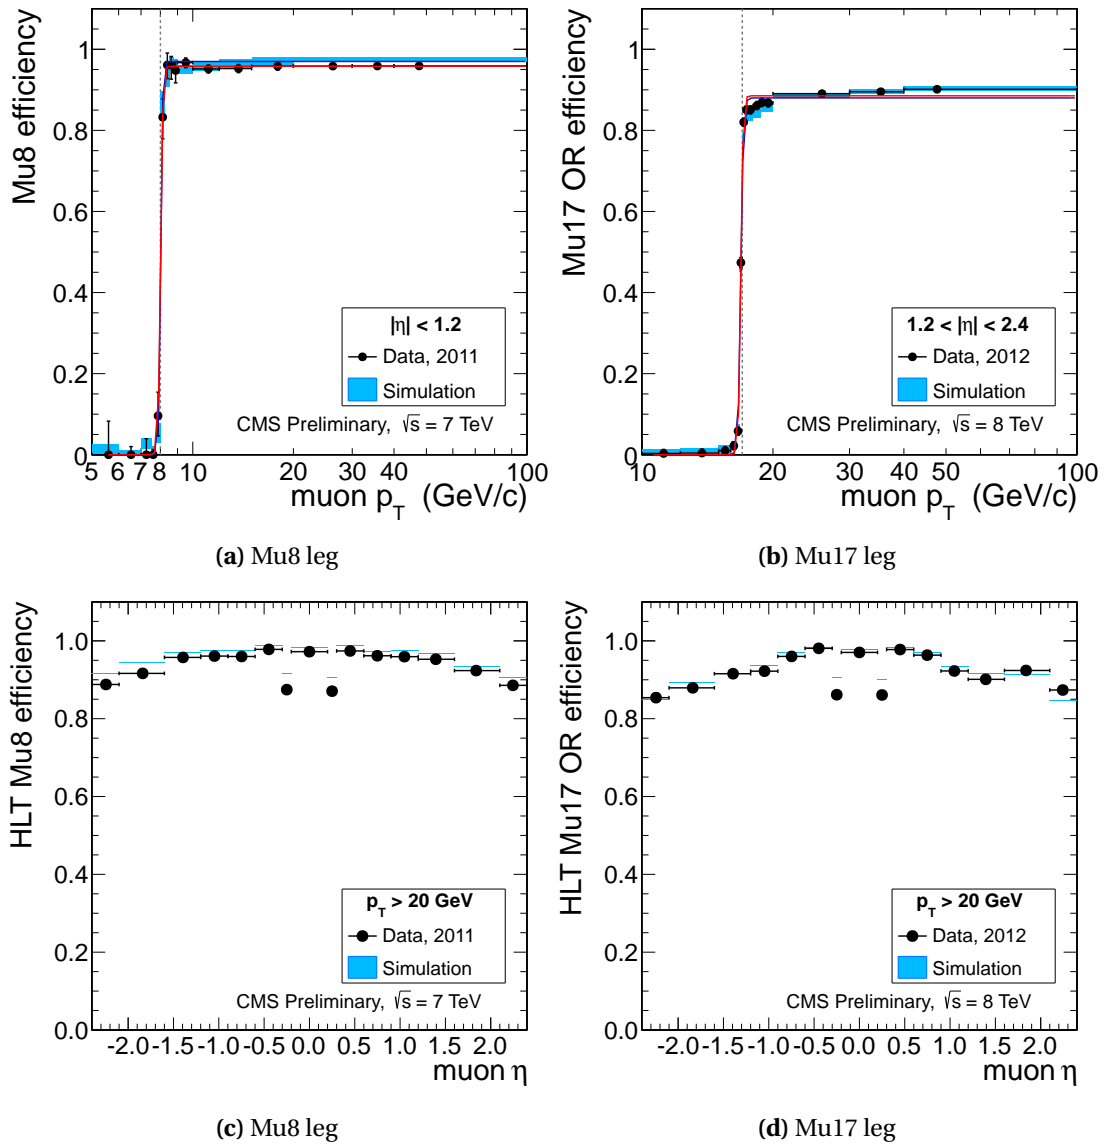 Mu8 efficiency
1
0.8
0.6
0.4
0.2
0
|η| < 1.2
Data, 2011
Simulation
CMS Preliminary, √s = 7 TeV
5 6 7 8 10 20 30 40 100
muon p_T (GeV/c)
(a) Mu8 leg
Mu17 OR efficiency
1
0.8
0.6
0.4
0.2
0
1.2 < |η| < 2.4
Data, 2012
Simulation
CMS Preliminary, √s = 8 TeV
10 20 30 40 50 100
muon p_T (GeV/c)
(b) Mu17 leg
HLT Mu8 efficiency
1.0
0.8
0.6
0.4
0.2
0.0
p_T > 20 GeV
Data, 2011
Simulation
CMS Preliminary, √s = 7 TeV
-2.0 -1.5 -1.0 -0.5 0.0 0.5 1.0 1.5 2.0
muon η
(c) Mu8 leg
HLT Mu17 OR efficiency
1.0
0.8
0.6
0.4
0.2
0.0
p_T > 20 GeV
Data, 2012
Simulation
CMS Preliminary, √s = 8 TeV
-2.0 -1.5 -1.0 -0.5 0.0 0.5 1.0 1.5 2.0
muon η
(d) Mu17 leg